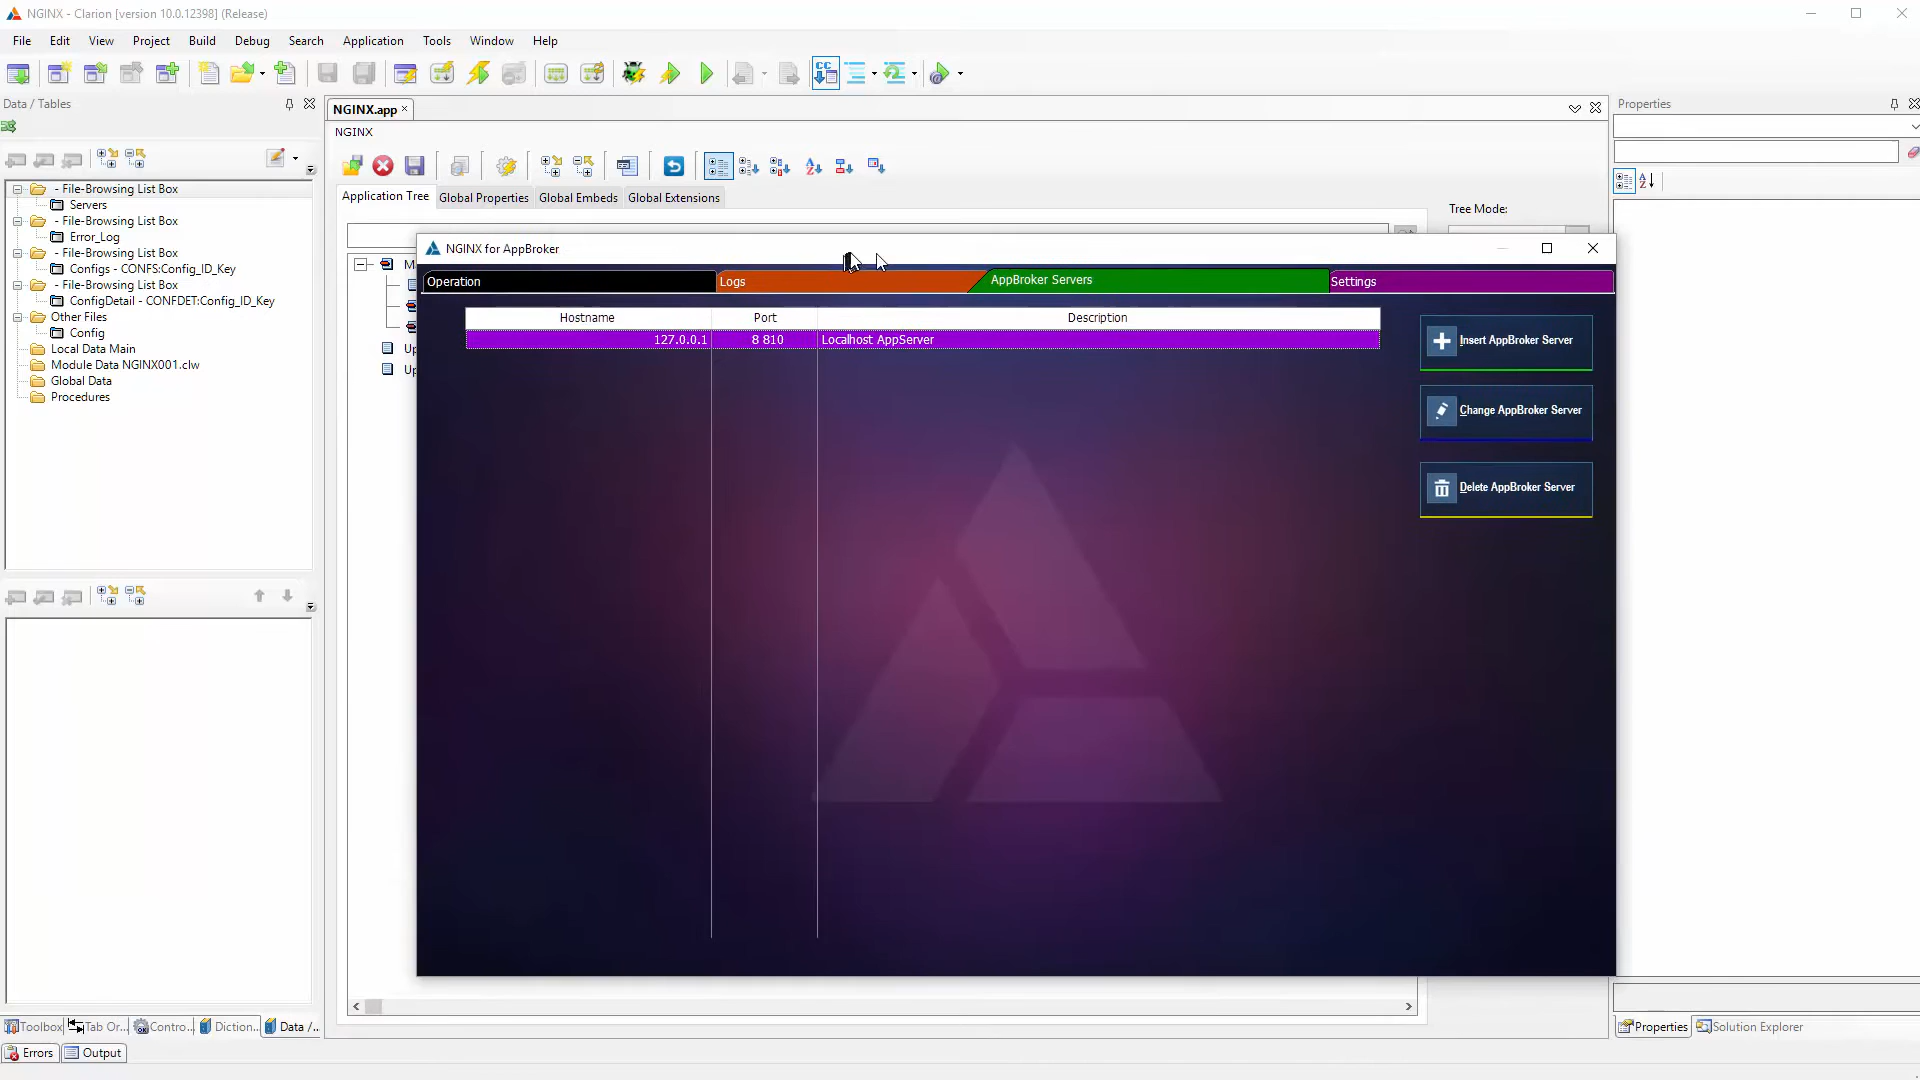 NGINX - Clarion [version 10.0.12398] (Release)
File Edit View Project Build Debug Search Application Tools Window Help
Data / Tables
NGINX.app
Properties
NGINX
Application Tree Global Properties Global Embeds Global Extensions
Tree Mode:
- File-Browsing List Box
Servers
- File-Browsing List Box
Error_Log
- File-Browsing List Box
Configs - CONFS:Config_ID_Key
- File-Browsing List Box
ConfigDetail - CONFDET:Config_ID_Key
Other Files
Config
Local Data Main
Module Data NGINX001.clw
Global Data
Procedures
M
Up
Up
NGINX for AppBroker
Operation Logs AppBroker Servers Settings
Hostname Port Description
127.0.0.1 8 810 Localhost AppServer
Insert AppBroker Server
Change AppBroker Server
Delete AppBroker Server
Toolbox Tab Or... Contro... Diction... Data /...
Properties Solution Explorer
Errors Output